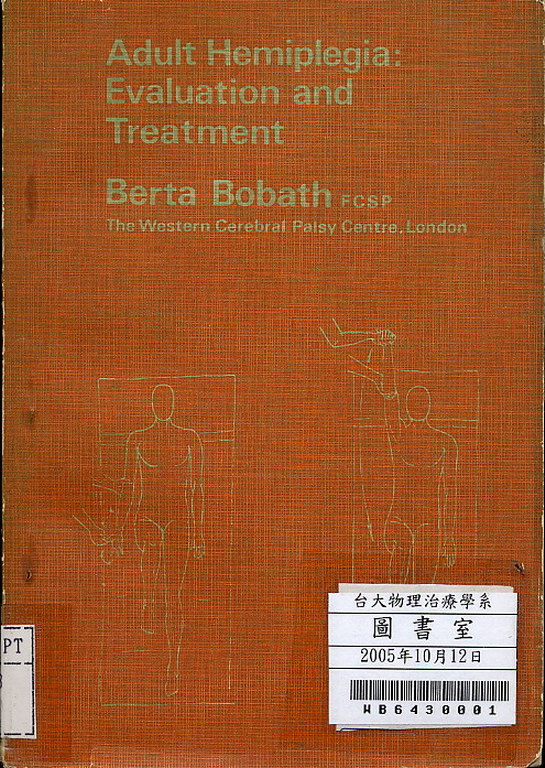 Adult Hemiplegia:
Evaluation and
Treatment
Berta Bobath FCSP
The Western Cerebral Palsy Centre, London
台大物理治療學系
圖書室
2005年10月12日
WB6430001
PT